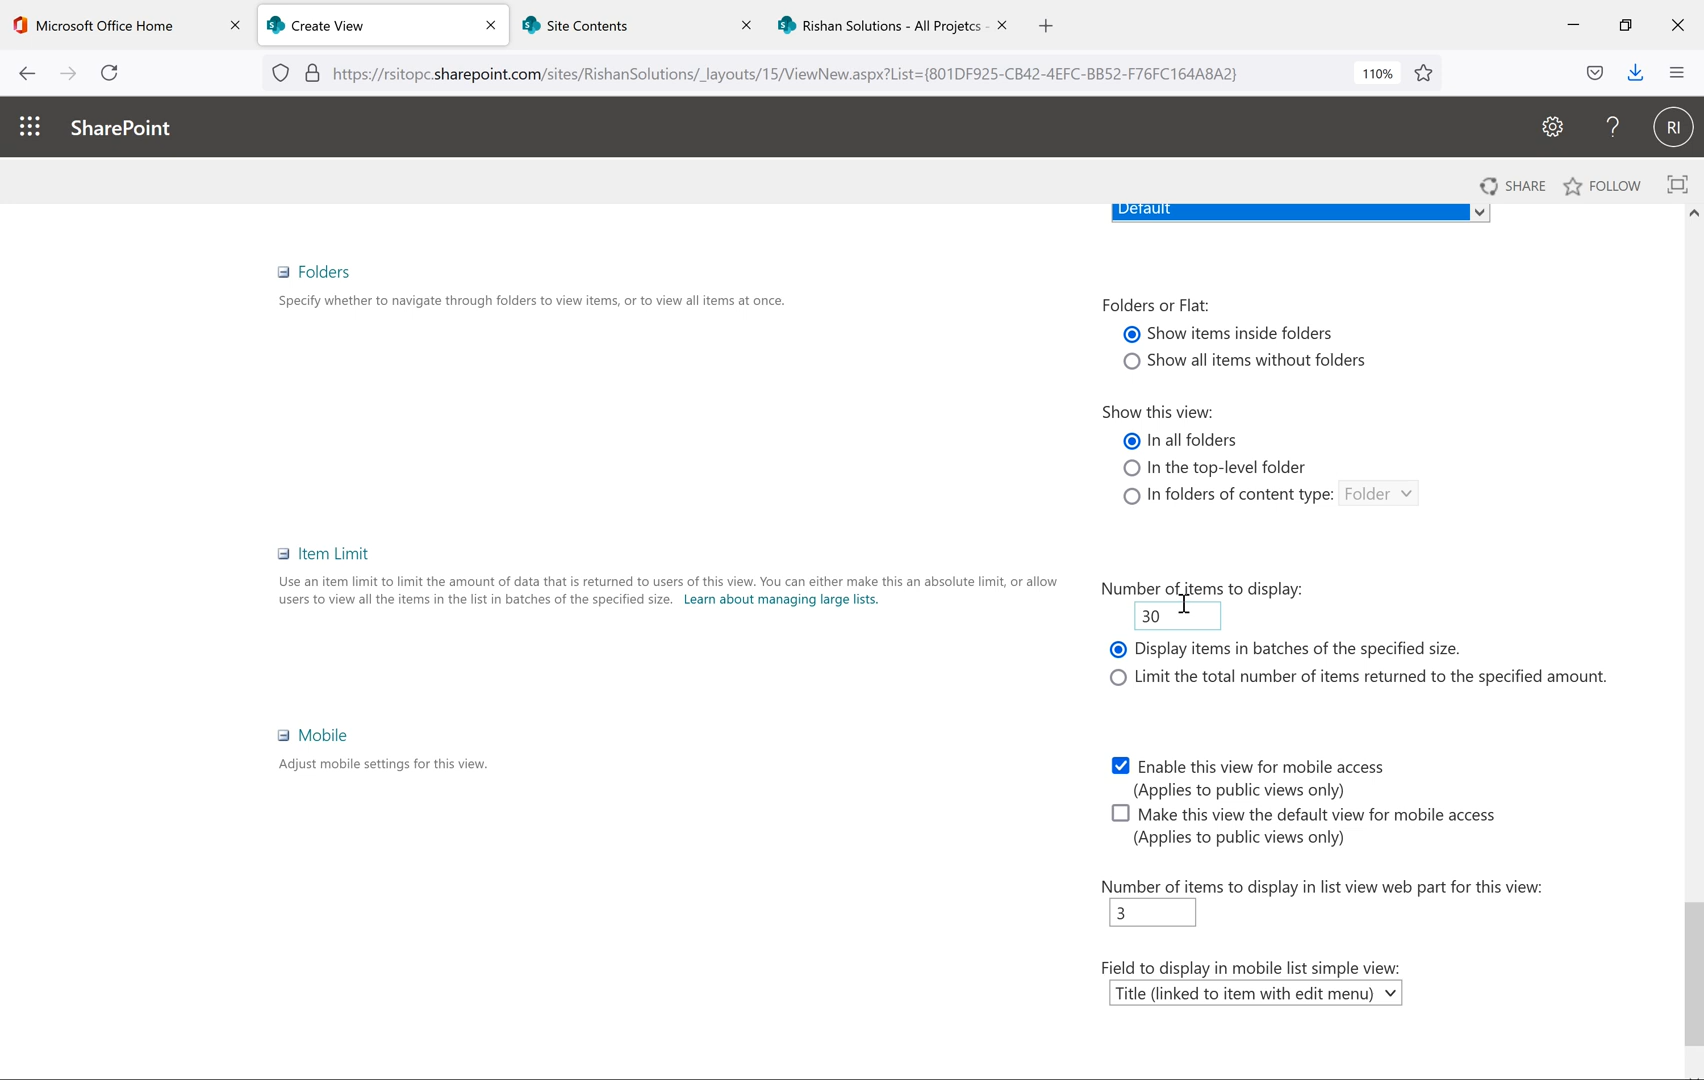 Microsoft Office Home
Create View
Site Contents
Rishan Solutions - All Projetcs -
https://rsitopc.sharepoint.com/sites/RishanSolutions/_layouts/15/ViewNew.aspx?List={801DF925-CB42-4EFC-BB52-F76FC164A8A2}
110%
SharePoint
RI
SHARE
FOLLOW
Default
Folders
Specify whether to navigate through folders to view items, or to view all items at once.
Folders or Flat:
Show items inside folders
Show all items without folders
Show this view:
In all folders
In the top-level folder
In folders of content type: Folder
Item Limit
Use an item limit to limit the amount of data that is returned to users of this view. You can either make this an absolute limit, or allow
users to view all the items in the list in batches of the specified size. Learn about managing large lists.
Number of items to display:
30
Display items in batches of the specified size.
Limit the total number of items returned to the specified amount.
Mobile
Adjust mobile settings for this view.
Enable this view for mobile access
(Applies to public views only)
Make this view the default view for mobile access
(Applies to public views only)
Number of items to display in list view web part for this view:
3
Field to display in mobile list simple view:
Title (linked to item with edit menu)